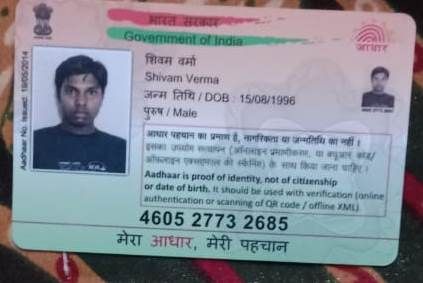 भारत सरकार
Government of India
आधार
Aadhaar No. Issued: 19/05/2014
शिवम वर्मा
Shivam Verma
जन्म तिथि / DOB : 15/08/1996
पुरुष / Male
आधार पहचान का प्रमाण है, नागरिकता या जन्मतिथि का नहीं ।
इसका उपयोग सत्यापन (ऑनलाइन प्रमाणीकरण, या क्यूआर कोड/
ऑफलाइन एक्सएमएल की स्कैनिंग) के साथ किया जाना चाहिए ।
Aadhaar is proof of identity, not of citizenship
or date of birth. It should be used with verification (online
authentication or scanning of QR code / offline XML).
4605 2773 2685
मेरा आधार, मेरी पहचान